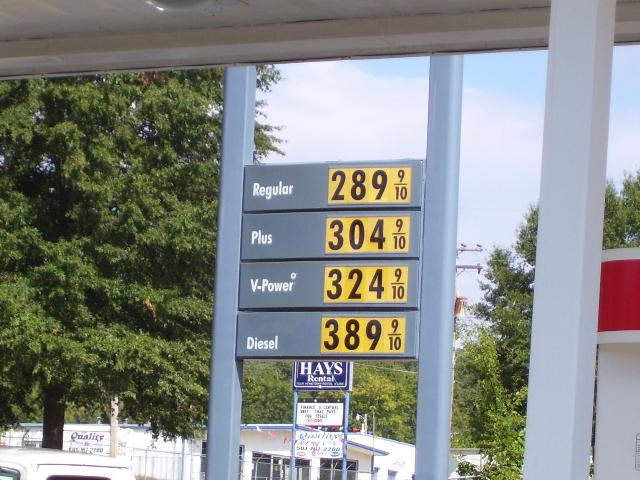 Regular 289 9/10
Plus 304 9/10
V-Power 324 9/10
Diesel 389 9/10
HAYS
Rental
Quality
Quality